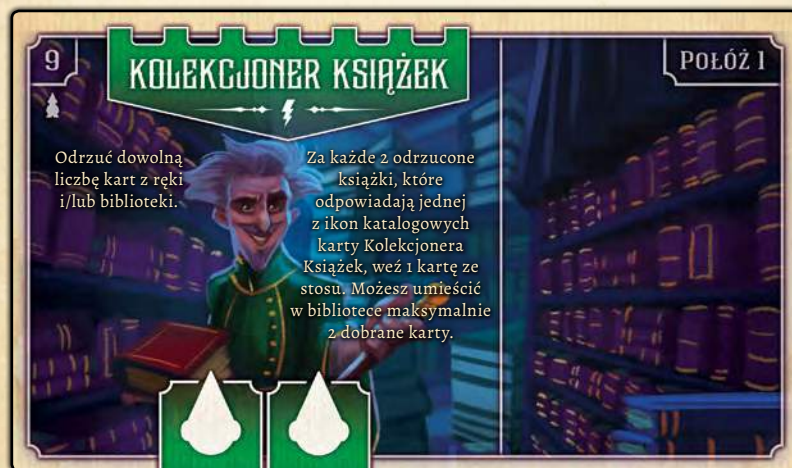 9
KOLEKCJONER KSIĄŻEK
POŁÓŻ 1
Odrzuć dowolną
liczbę kart z ręki
i/lub biblioteki.
Za każde 2 odrzucone
książki, które
odpowiadają jednej
z ikon katalogowych
karty Kolekcjonera
Książek, weź 1 kartę ze
stosu. Możesz umieścić
w bibliotece maksymalnie
2 dobrane karty.